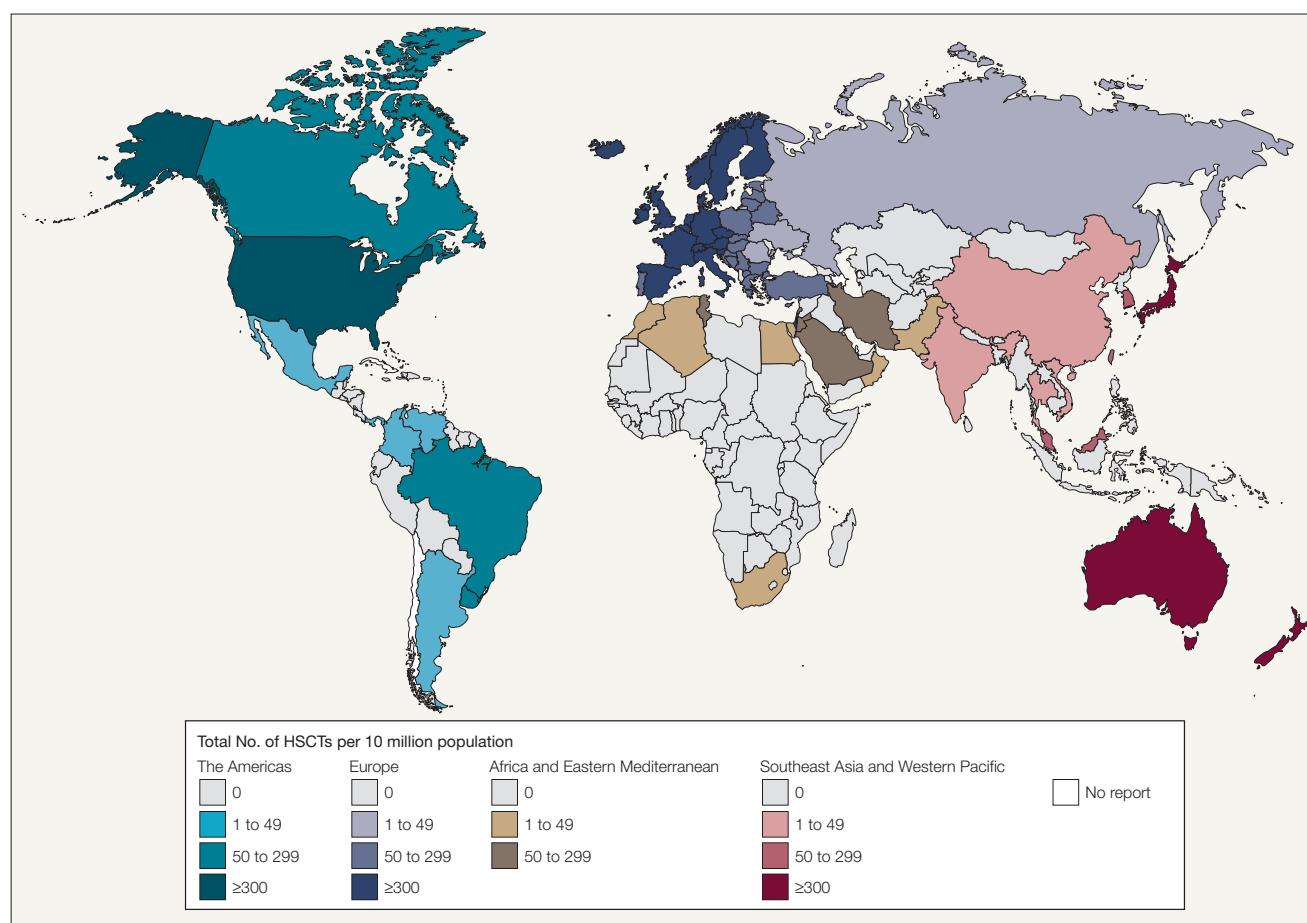 Total No. of HSCTs per 10 million population
The Americas
0
1 to 49
50 to 299
≥300
Europe
0
1 to 49
50 to 299
≥300
Africa and Eastern Mediterranean
0
1 to 49
50 to 299
Southeast Asia and Western Pacific
0
1 to 49
50 to 299
≥300
No report